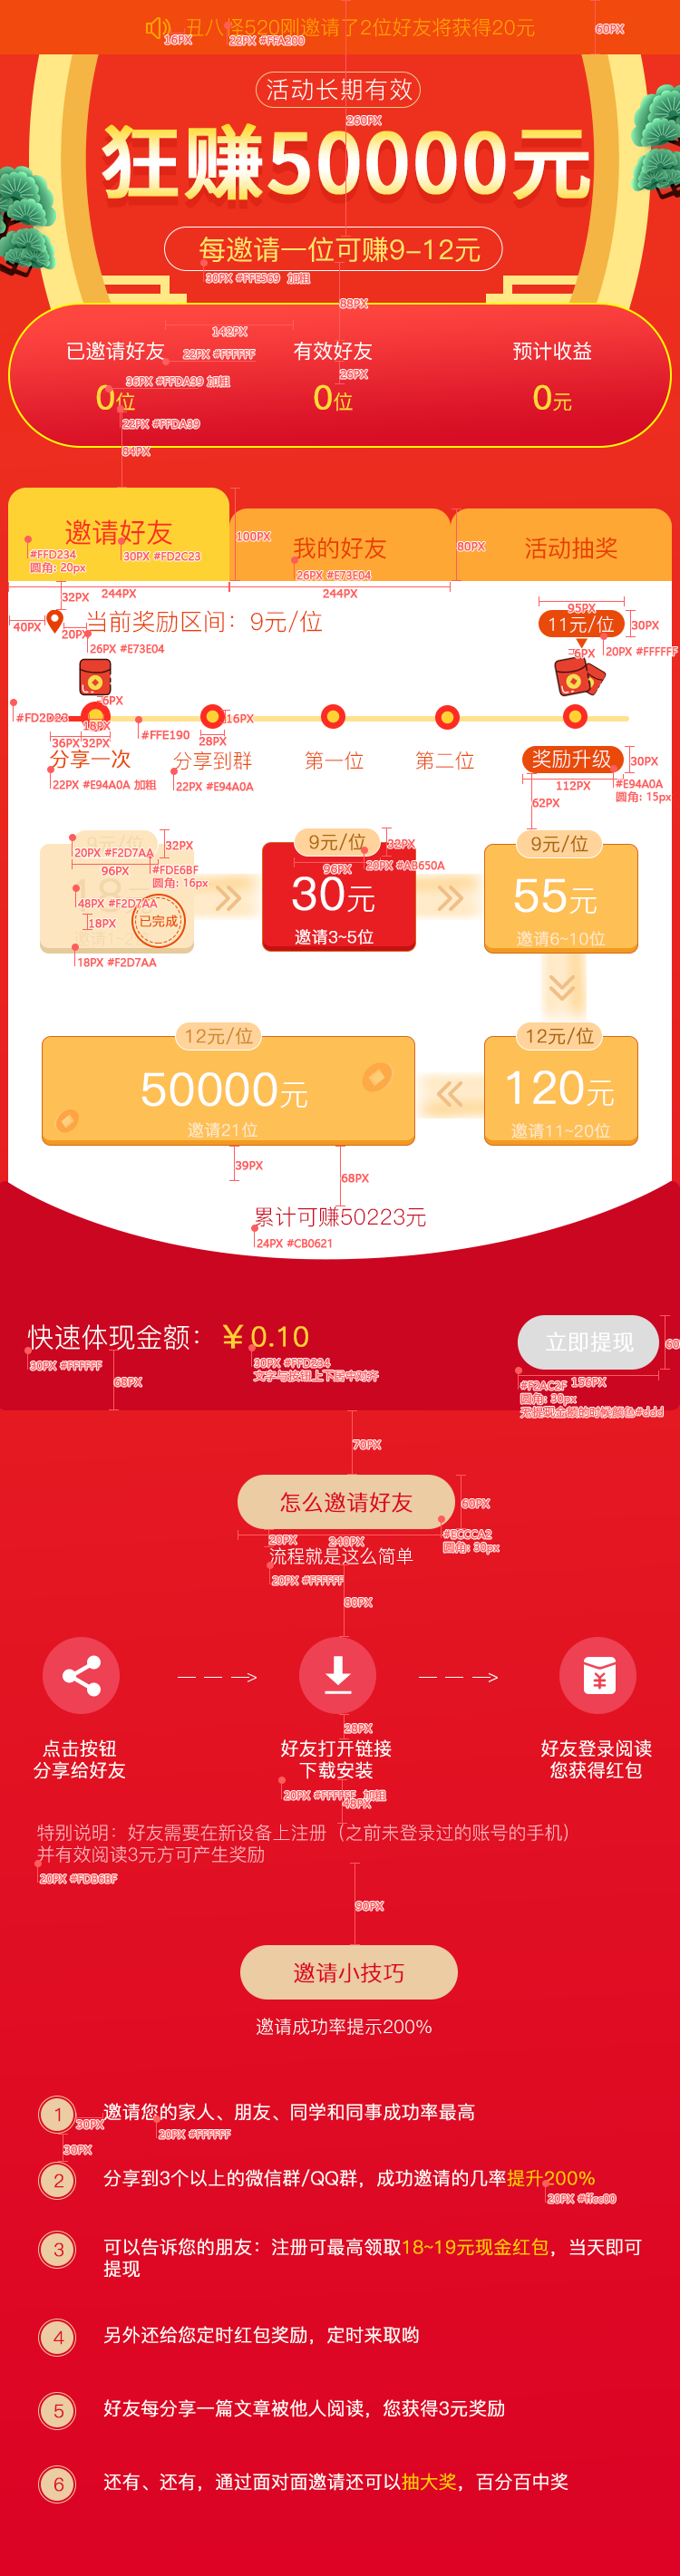 丑八怪520刚邀请了2位好友将获得20元
16PX
22PX #FFA200
60PX
活动长期有效
260PX
狂赚50000元
每邀请一位可赚9-12元
30PX #FFE569 加粗
88PX
142PX
已邀请好友
有效好友
预计收益
22PX #FFFFFF
26PX
36PX #FFDA39 加粗
0位
0位
0元
22PX #FFDA39
84PX
邀请好友
我的好友
活动抽奖
100PX
80PX
#FFD234
圆角: 20px
30PX #FD2C23
26PX #E73E04
244PX
244PX
32PX
40PX
20PX
当前奖励区间：9元/位
26PX #E73E04
95PX
11元/位
30PX
6PX
20PX #FFFFFF
6PX
#FD2D23
18PX
16PX
#FFE190
28PX
36PX
32PX
分享一次
分享到群
第一位
第二位
奖励升级
30PX
22PX #E94A0A 加粗
22PX #E94A0A
112PX
#E94A0A
圆角: 15px
62PX
9元/位
32PX
20PX #F2D7AA
96PX
#FDE6BF
圆角: 16px
18元
48PX #F2D7AA
18PX
已完成
18PX #F2D7AA
9元/位
32PX
96PX
20PX #AB650A
30元
邀请3~5位
9元/位
55元
邀请6~10位
12元/位
50000元
邀请21位
12元/位
120元
邀请11~20位
39PX
68PX
累计可赚50223元
24PX #CB0621
快速体现金额：
￥0.10
立即提现
60
30PX #FFFFFF
30PX #FFD234
文字与按钮上下居中对齐
68PX
#F2AC2F
156PX
圆角: 30px
无提现金额的时候颜色#ddd
70PX
怎么邀请好友
60PX
20PX
240PX
#ECCCA2
圆角: 30px
流程就是这么简单
20PX #FFFFFF
80PX
28PX
点击按钮
分享给好友
好友打开链接
下载安装
好友登录阅读
您获得红包
20PX #FFFFFF 加粗
48PX
特别说明：好友需要在新设备上注册（之前未登录过的账号的手机）
并有效阅读3元方可产生奖励
20PX #FDB6BF
90PX
邀请小技巧
邀请成功率提示200%
1
邀请您的家人、朋友、同学和同事成功率最高
30PX
20PX #FFFFFF
30PX
2
分享到3个以上的微信群/QQ群，成功邀请的几率提升200%
20PX #ffcc00
3
可以告诉您的朋友：注册可最高领取18~19元现金红包，当天即可
提现
4
另外还给您定时红包奖励，定时来取哟
5
好友每分享一篇文章被他人阅读，您获得3元奖励
6
还有、还有，通过面对面邀请还可以抽大奖，百分百中奖